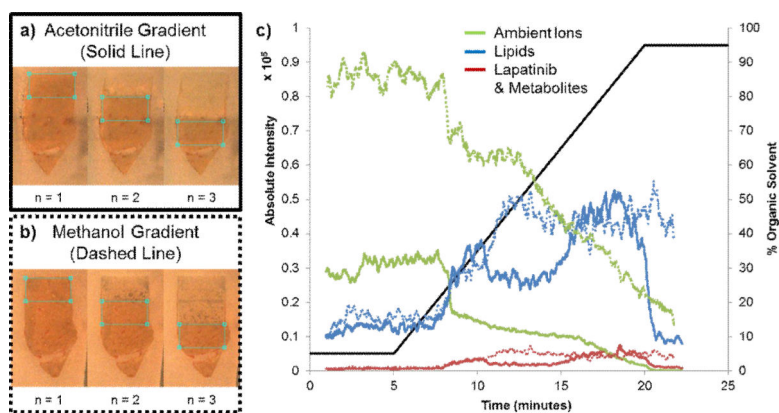 a) Acetonitrile Gradient
(Solid Line)
n = 1 n = 2 n = 3
b) Methanol Gradient
(Dashed Line)
n = 1 n = 2 n = 3
c)
Ambient Ions
Lipids
Lapatinib
& Metabolites
x 10⁵
Absolute Intensity
1
0.9
0.8
0.7
0.6
0.5
0.4
0.3
0.2
0.1
0
% Organic Solvent
100
90
80
70
60
50
40
30
20
10
0
0 5 10 15 20 25
Time (minutes)